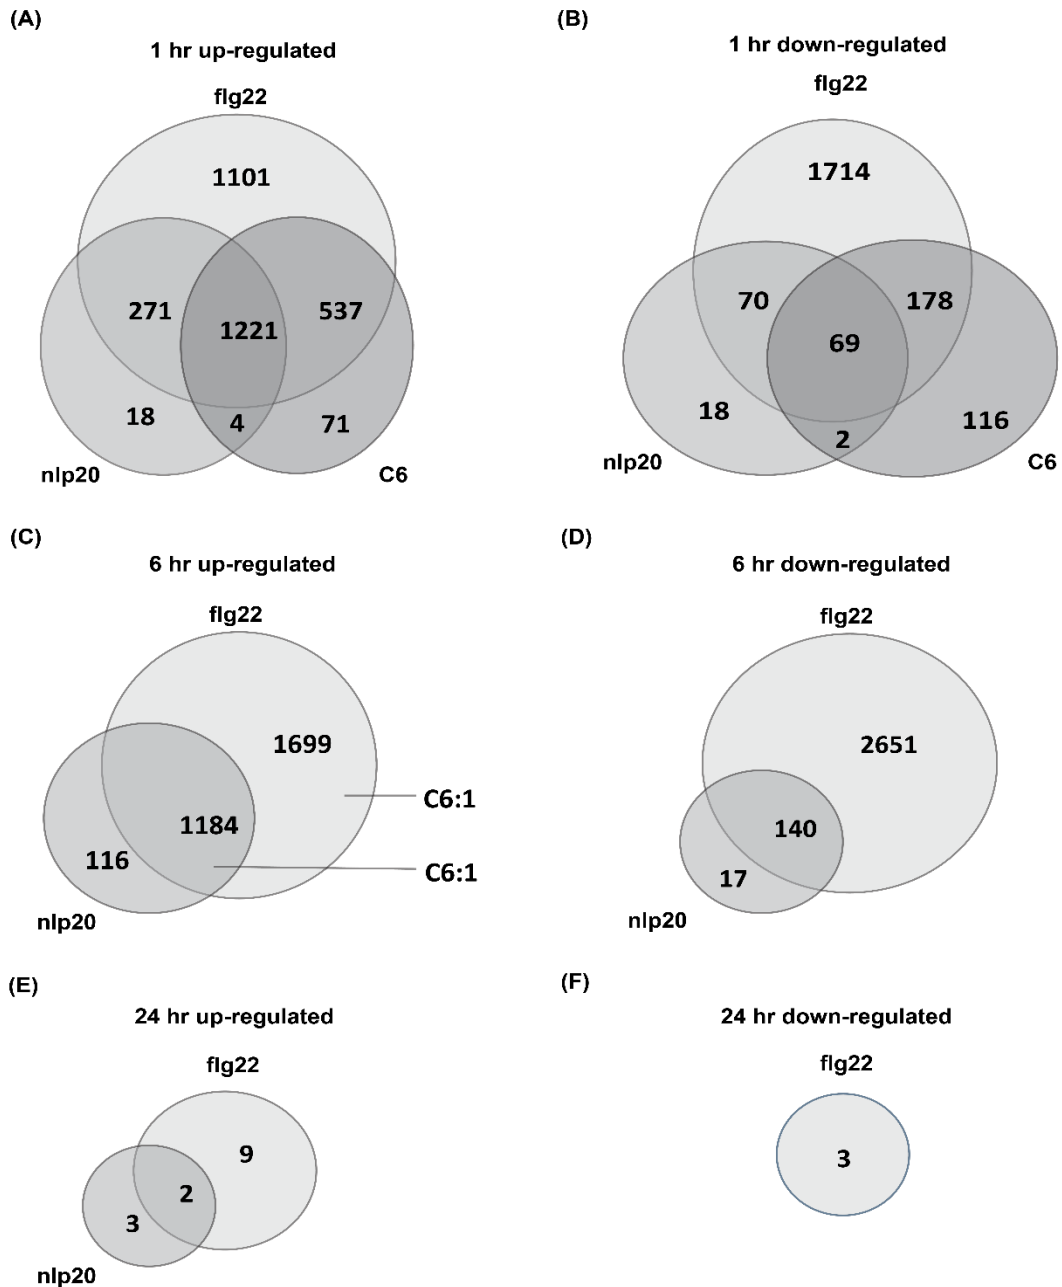 (A)
1 hr up-regulated
flg22
1101
271
1221
537
18
4
71
nlp20
C6
(B)
1 hr down-regulated
flg22
1714
70
178
69
18
2
116
nlp20
C6
(C)
6 hr up-regulated
flg22
1699
C6:1
1184
116
C6:1
nlp20
(D)
6 hr down-regulated
flg22
2651
140
17
nlp20
(E)
24 hr up-regulated
flg22
9
2
3
nlp20
(F)
24 hr down-regulated
flg22
3